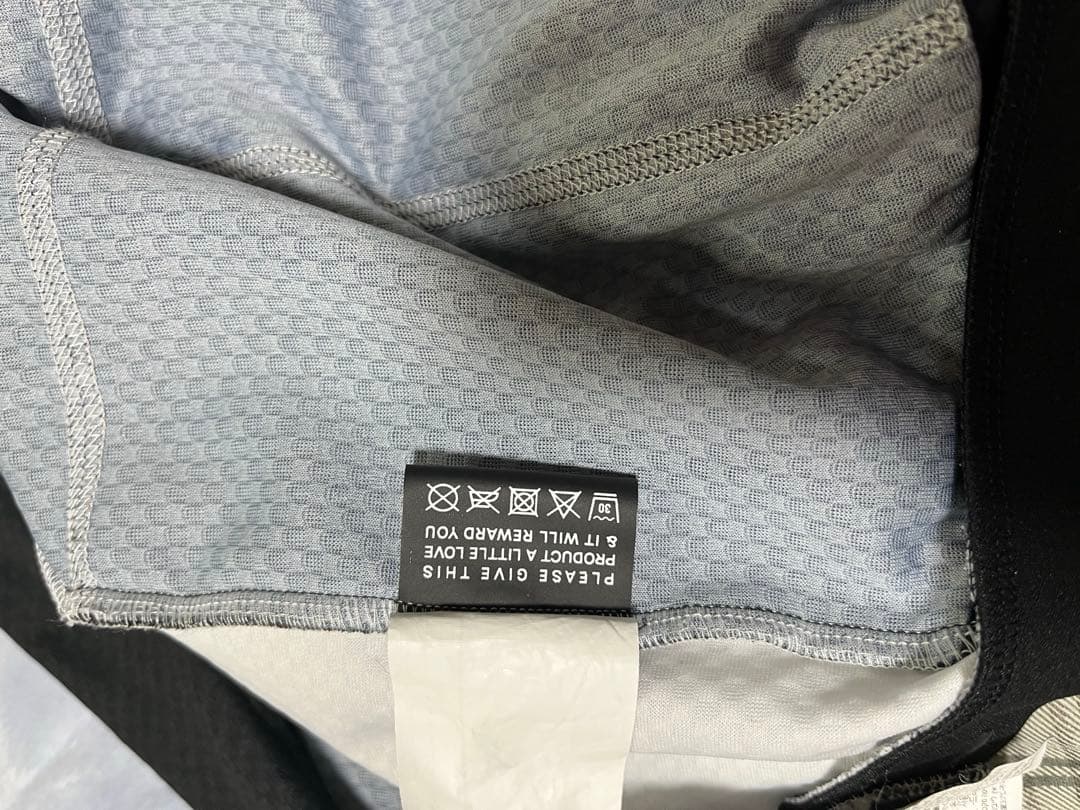 PLEASE GIVE THIS
PRODUCT A LITTLE LOVE
& IT WILL REWARD YOU
30